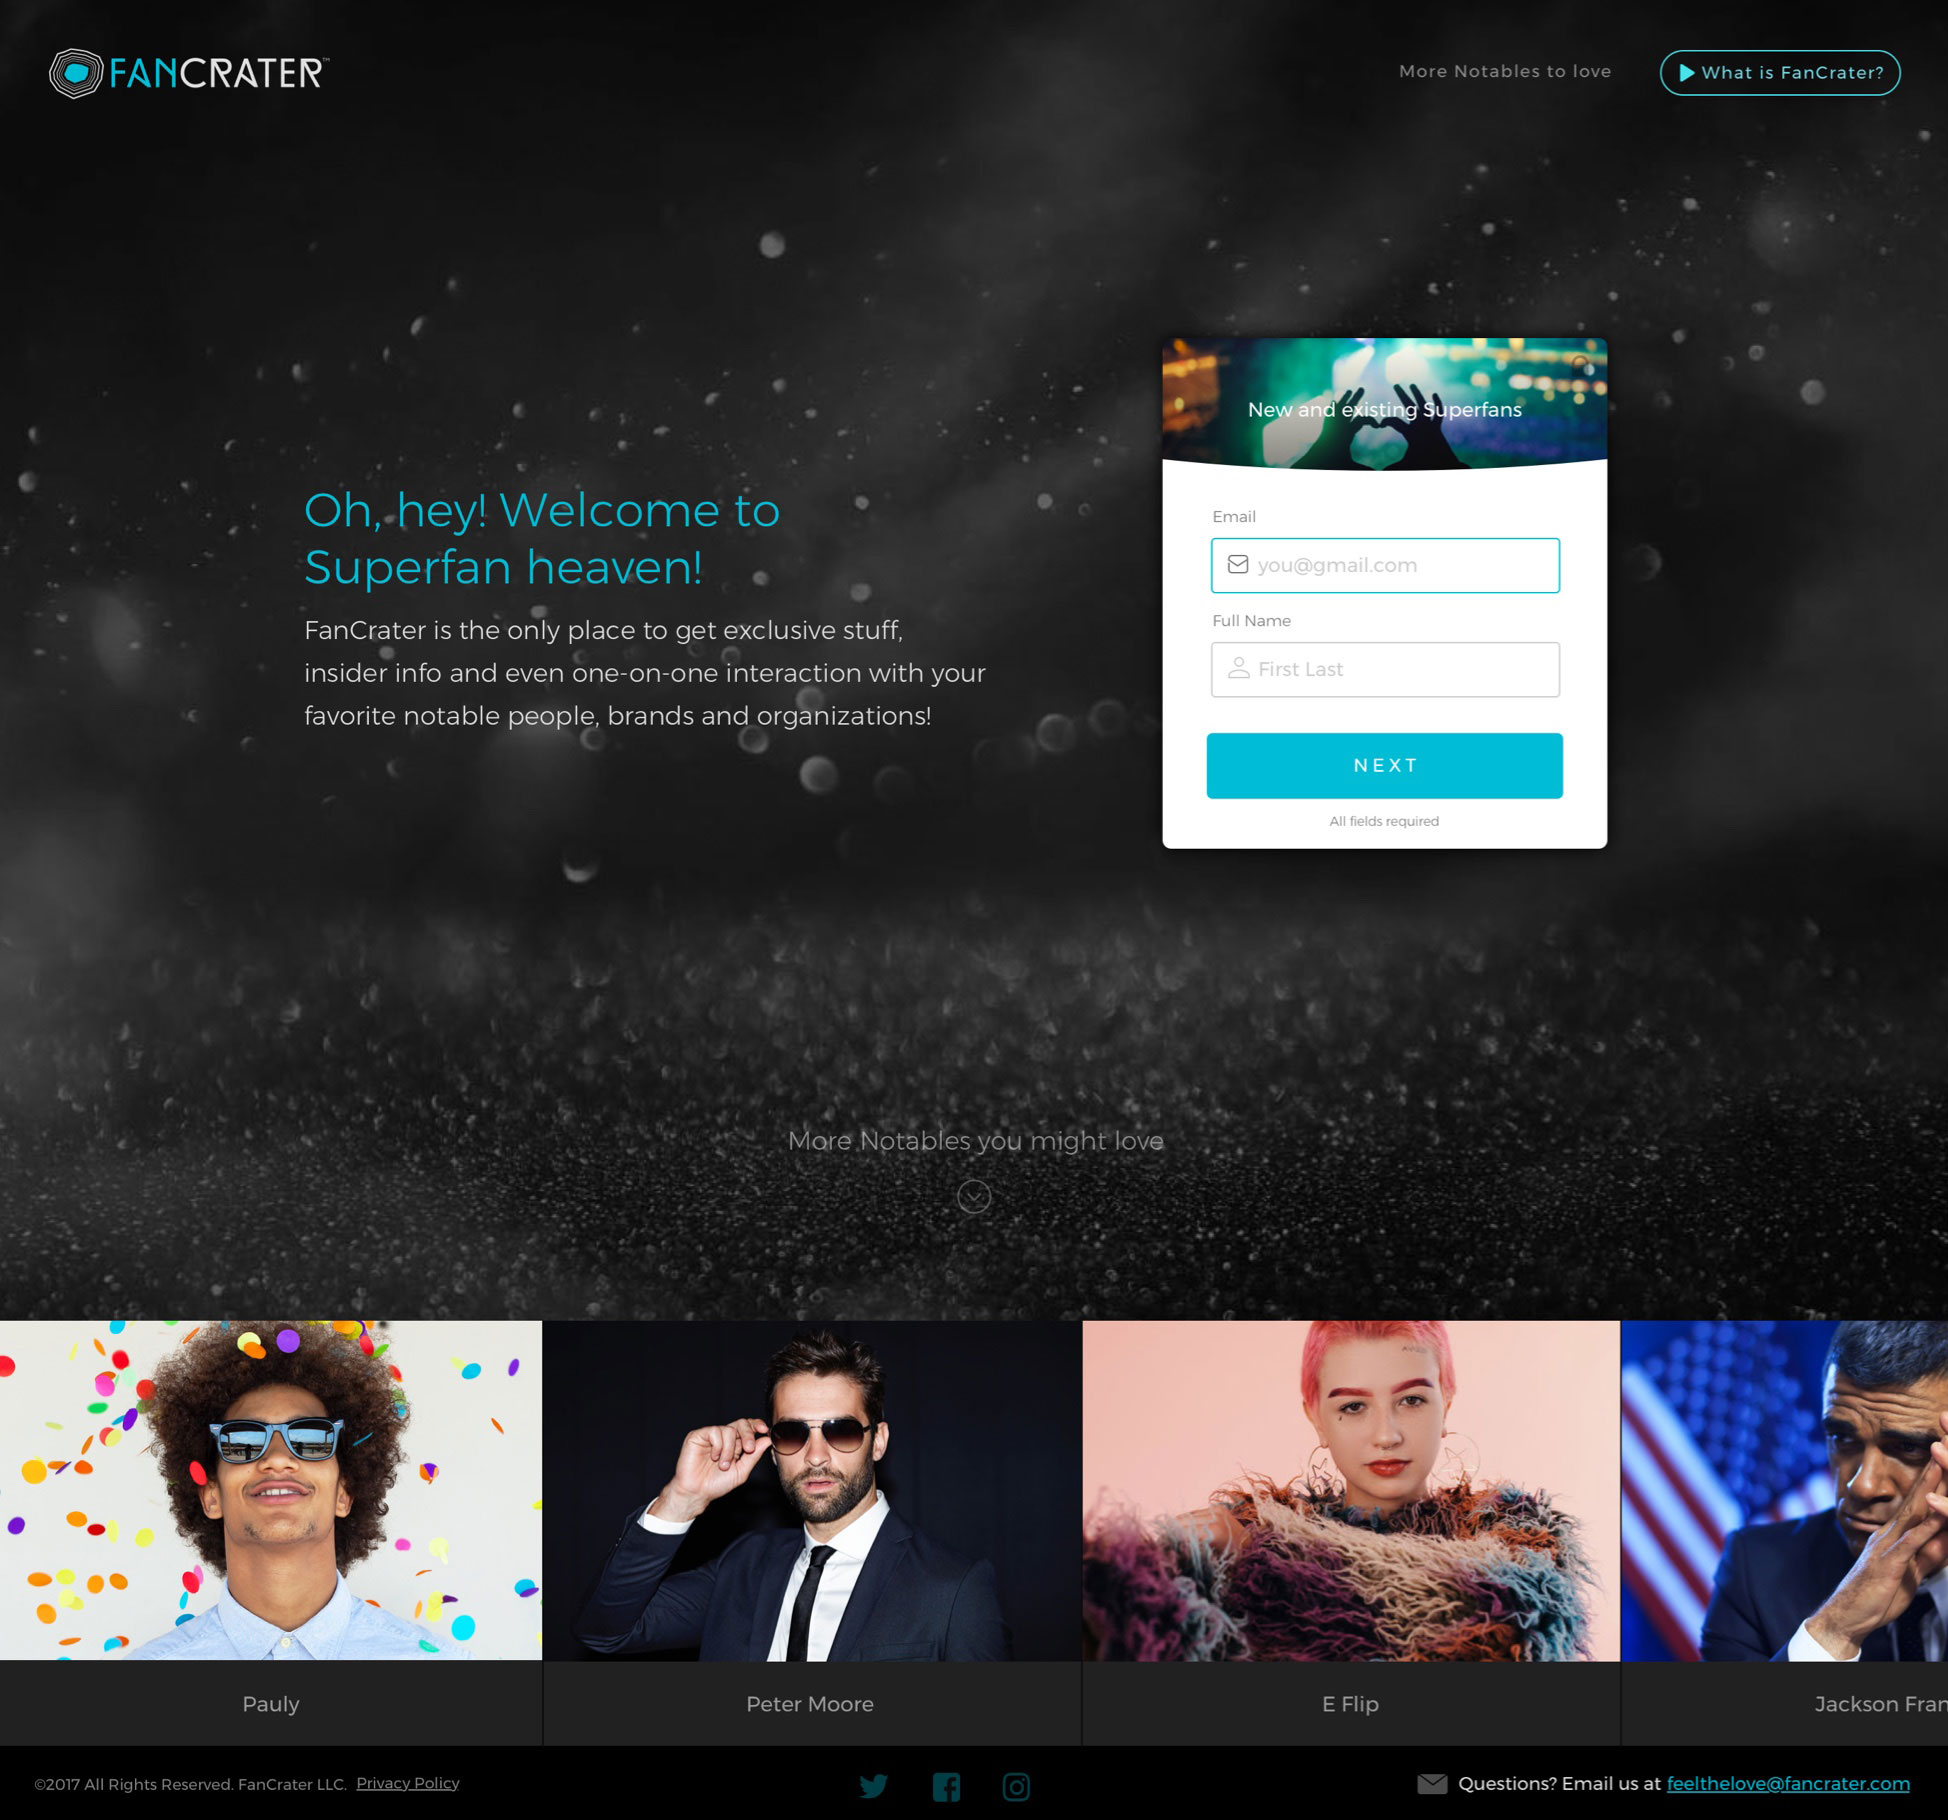 FANCRATER™
More Notables to love
What is FanCrater?
New and existing Superfans
Oh, hey! Welcome to
Superfan heaven!
FanCrater is the only place to get exclusive stuff,
insider info and even one-on-one interaction with your
favorite notable people, brands and organizations!
Email
you@gmail.com
Full Name
First Last
NEXT
All fields required
More Notables you might love
Pauly
Peter Moore
E Flip
Jackson Fran
©2017 All Rights Reserved. FanCrater LLC. Privacy Policy
Questions? Email us at feelthelove@fancrater.com